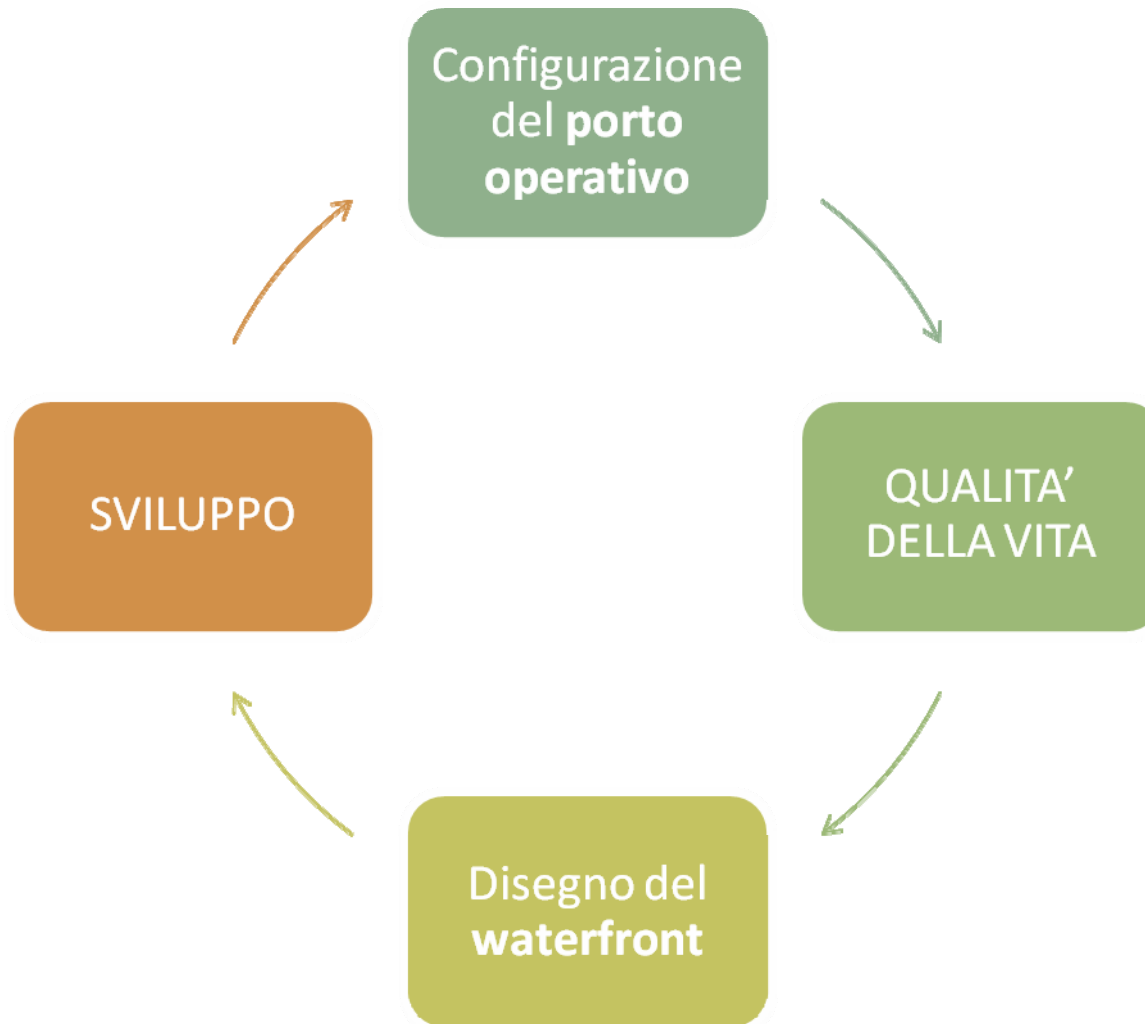 Configurazione
del porto
operativo
SVILUPPO
QUALITA’
DELLA VITA
Disegno del
waterfront